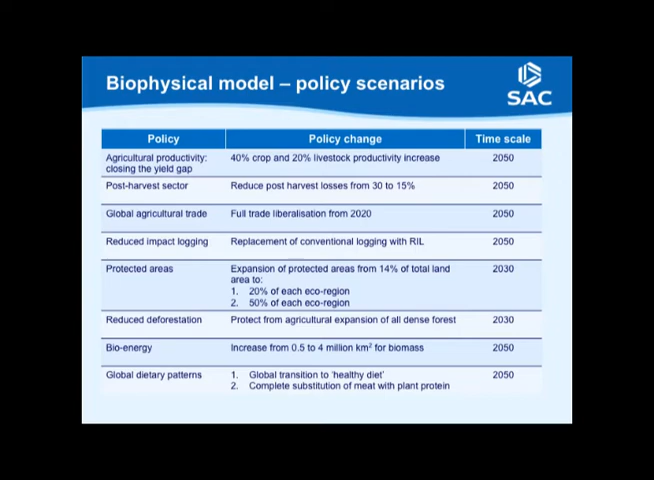 Biophysical model – policy scenarios
SAC
Policy Policy change Time scale
Agricultural productivity: 40% crop and 20% livestock productivity increase 2050
closing the yield gap
Post-harvest sector Reduce post harvest losses from 30 to 15% 2050
Global agricultural trade Full trade liberalisation from 2020 2050
Reduced impact logging Replacement of conventional logging with RIL 2050
Protected areas Expansion of protected areas from 14% of total land 2030
area to:
1. 20% of each eco-region
2. 50% of each eco-region
Reduced deforestation Protect from agricultural expansion of all dense forest 2030
Bio-energy Increase from 0.5 to 4 million km² for biomass 2050
Global dietary patterns 1. Global transition to 'healthy diet' 2050
2. Complete substitution of meat with plant protein